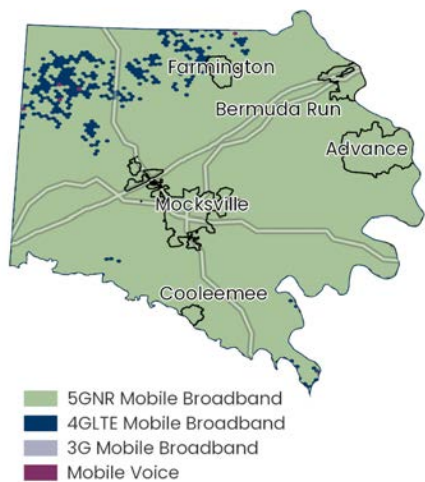 Farmington
Bermuda Run
Advance
Mocksville
Cooleemee
5GNR Mobile Broadband
4GLTE Mobile Broadband
3G Mobile Broadband
Mobile Voice